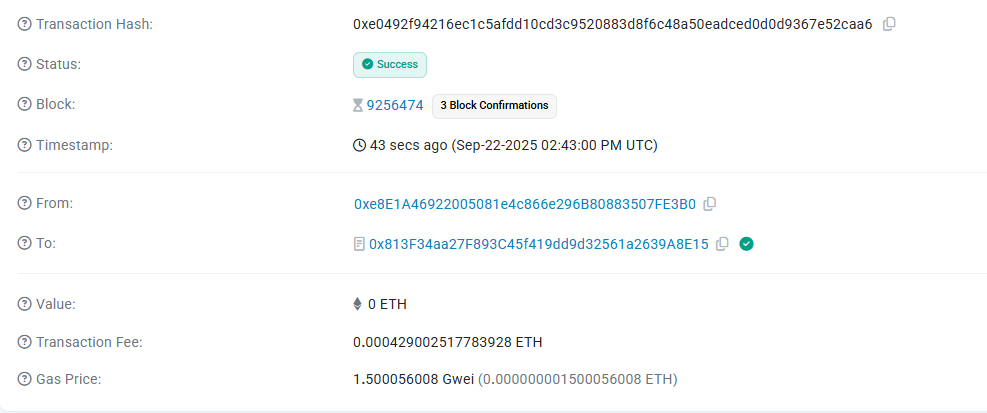 Transaction Hash: 0xe0492f94216ec1c5afdd10cd3c9520883d8f6c48a50eadced0d0d9367e52caa6
Status: Success
Block: 9256474 3 Block Confirmations
Timestamp: 43 secs ago (Sep-22-2025 02:43:00 PM UTC)
From: 0xe8E1A46922005081e4c866e296B80883507FE3B0
To: 0x813F34aa27F893C45f419dd9d32561a2639A8E15
Value: 0 ETH
Transaction Fee: 0.000429002517783928 ETH
Gas Price: 1.500056008 Gwei (0.000000001500056008 ETH)